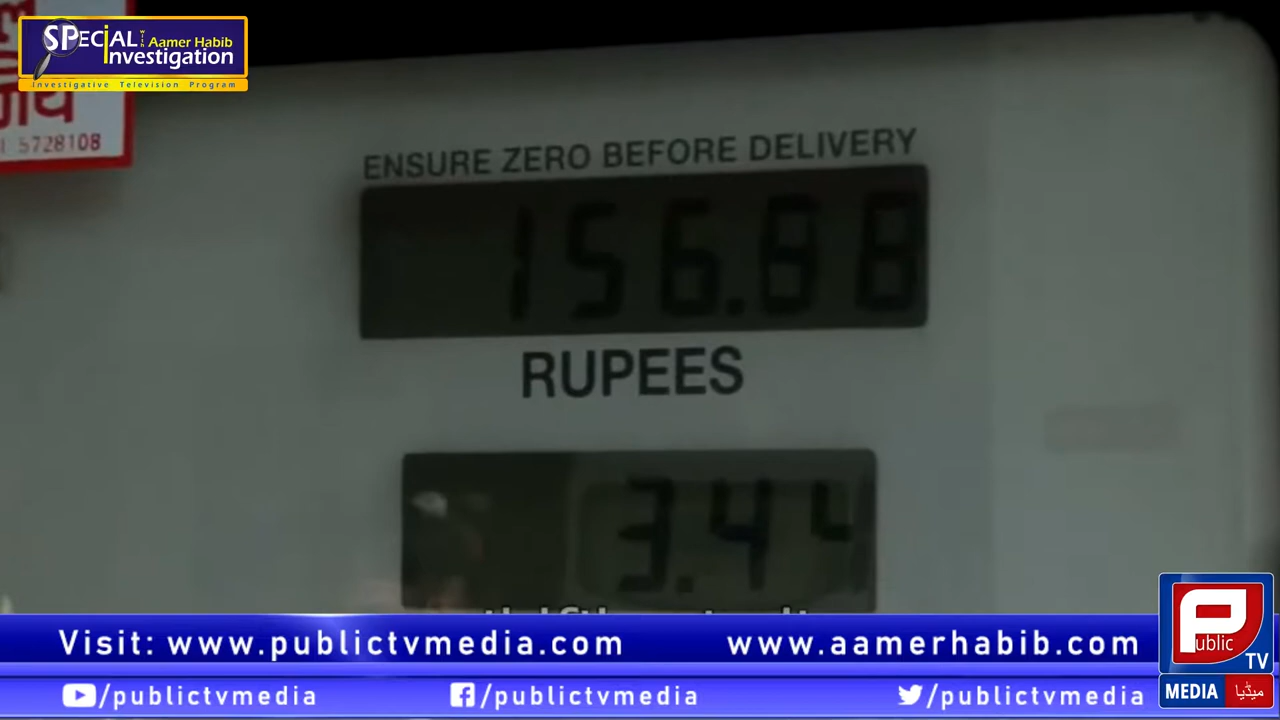 SPECIAL WITH Aamer Habib
Investigation
Investigative Television Program
5728108
ENSURE ZERO BEFORE DELIVERY
156.88
RUPEES
3.44
Visit: www.publictvmedia.com
www.aamerhabib.com
/publictvmedia
/publictvmedia
/publictvmedia
Public
TV
MEDIA
میڈیا